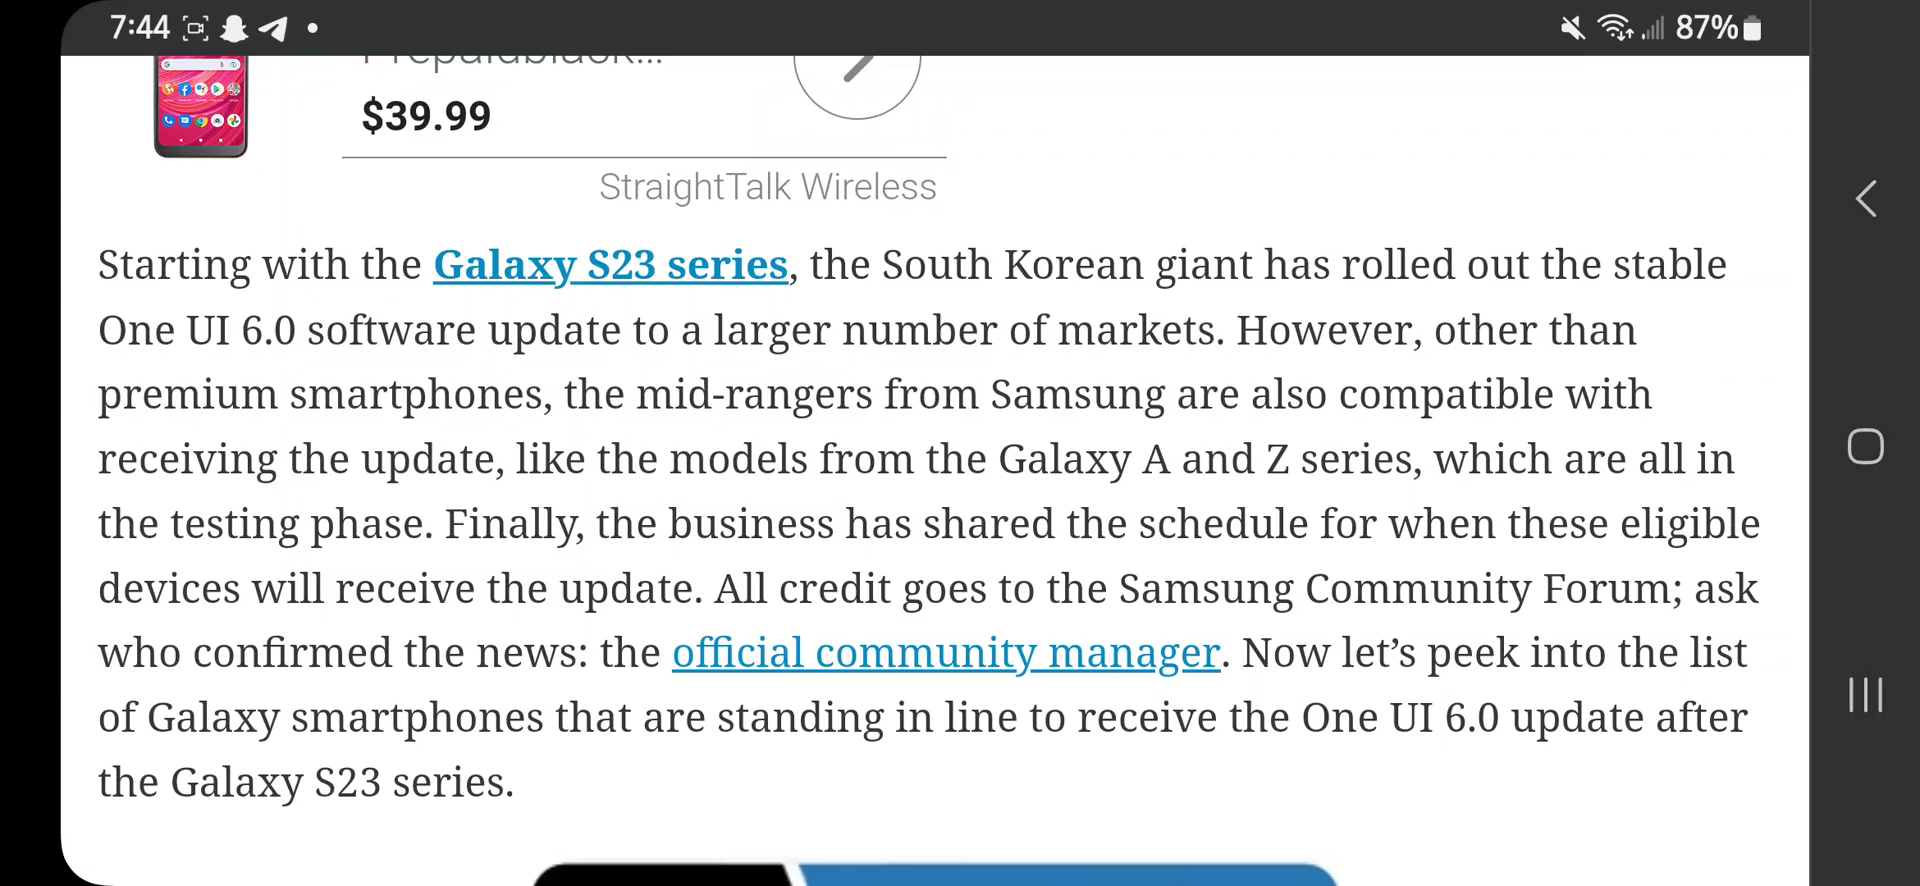 7:44 87%
Prepaidblack...
$39.99
StraightTalk Wireless
Starting with the Galaxy S23 series, the South Korean giant has rolled out the stable
One UI 6.0 software update to a larger number of markets. However, other than
premium smartphones, the mid-rangers from Samsung are also compatible with
receiving the update, like the models from the Galaxy A and Z series, which are all in
the testing phase. Finally, the business has shared the schedule for when these eligible
devices will receive the update. All credit goes to the Samsung Community Forum; ask
who confirmed the news: the official community manager. Now let’s peek into the list
of Galaxy smartphones that are standing in line to receive the One UI 6.0 update after
the Galaxy S23 series.